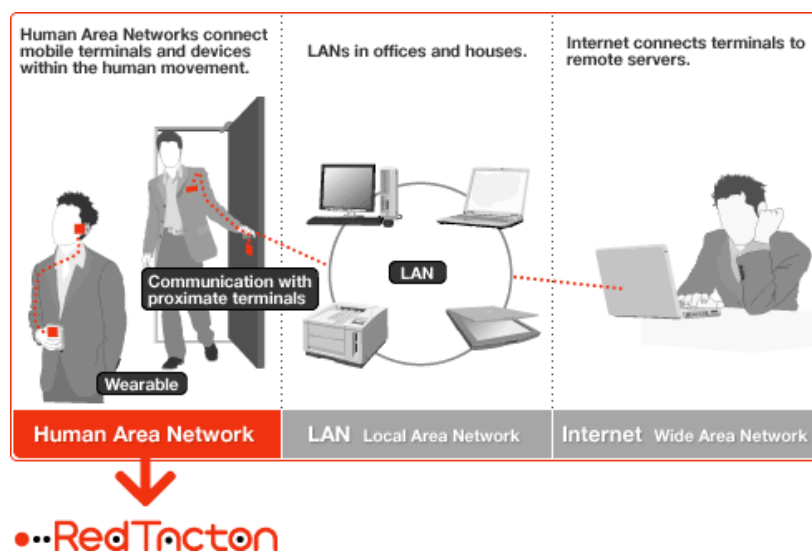 Human Area Networks connect
mobile terminals and devices
within the human movement.
LANs in offices and houses.
Internet connects terminals to
remote servers.
Communication with
proximate terminals
Wearable
LAN
Human Area Network
LAN Local Area Network
Internet Wide Area Network
RedTacton